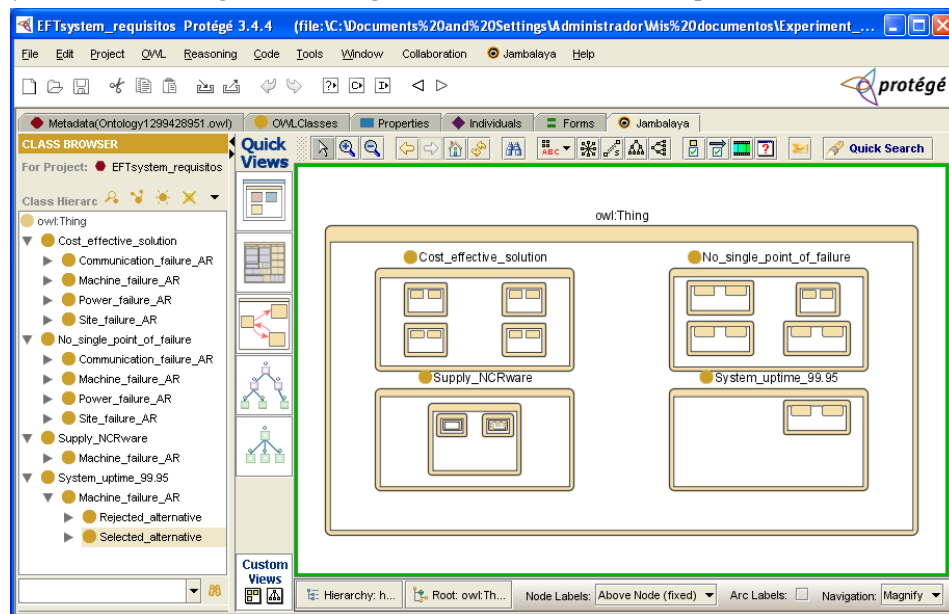 EFTsystem_requisitos Protégé 3.4.4 (file:\C:\Documents%20and%20Settings\Administrador\Mis%20documentos\Experiment_...
File Edit Project OWL Reasoning Code Tools Window Collaboration Jambalaya Help
protégé
Metadata(Ontology1299428951.owl) OWLClasses Properties Individuals Forms Jambalaya
CLASS BROWSER
For Project: EFTsystem_requisitos
Class Hierarc
owl:Thing
Cost_effective_solution
Communication_failure_AR
Machine_failure_AR
Power_failure_AR
Site_failure_AR
No_single_point_of_failure
Communication_failure_AR
Machine_failure_AR
Power_failure_AR
Site_failure_AR
Supply_NCRware
Machine_failure_AR
System_uptime_99.95
Machine_failure_AR
Rejected_alternative
Selected_alternative
Quick
Views
Custom
Views
ABC
Quick Search
owl:Thing
Cost_effective_solution
No_single_point_of_failure
Supply_NCRware
System_uptime_99.95
Hierarchy: h... Root: owl:Th... Node Labels: Above Node (fixed) Arc Labels: Navigation: Magnify